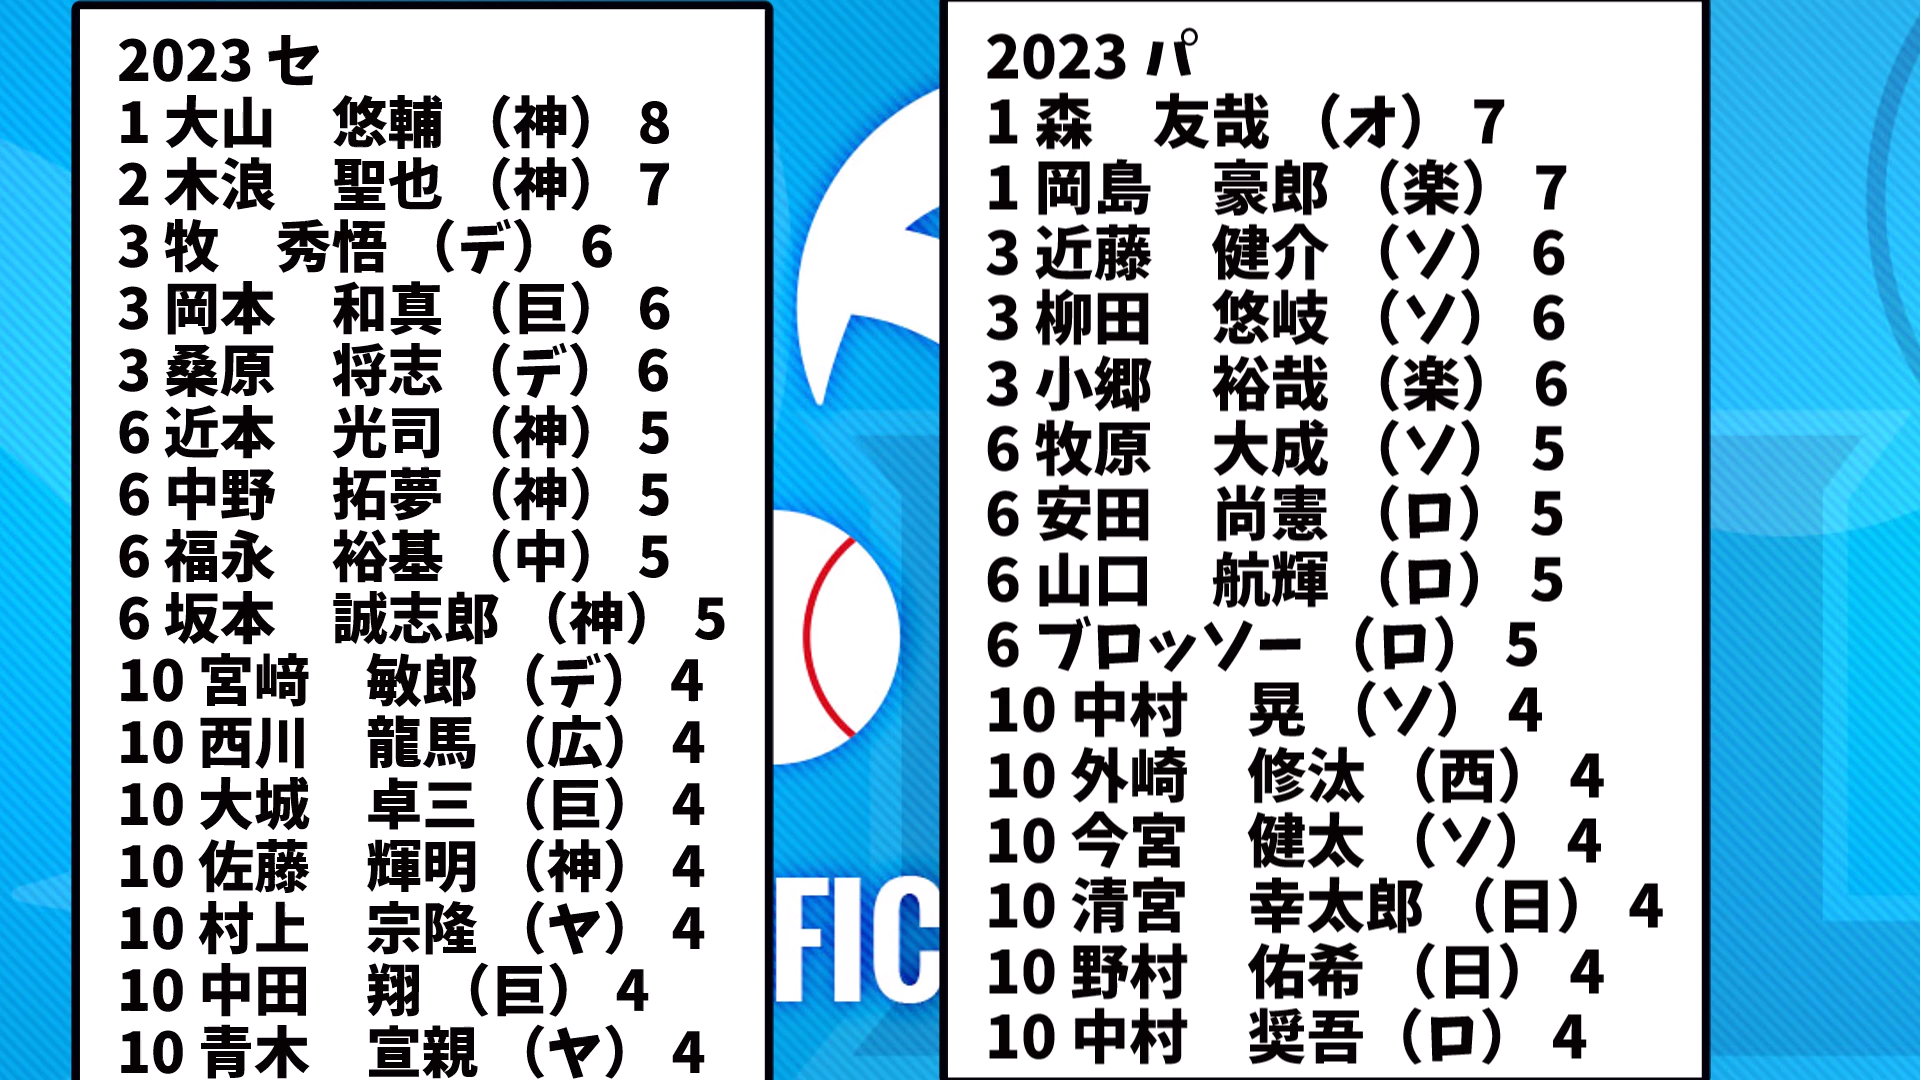 2023 セ
1 大山　悠輔 （神） 8
2 木浪　聖也 （神） 7
3 牧　秀悟 （デ） 6
3 岡本　和真 （巨） 6
3 桑原　将志 （デ） 6
6 近本　光司 （神） 5
6 中野　拓夢 （神） 5
6 福永　裕基 （中） 5
6 坂本　誠志郎 （神） 5
10 宮﨑　敏郎 （デ） 4
10 西川　龍馬 （広） 4
10 大城　卓三 （巨） 4
10 佐藤　輝明 （神） 4
10 村上　宗隆 （ヤ） 4
10 中田　翔 （巨） 4
10 青木　宣親 （ヤ） 4
2023 パ
1 森　友哉 （オ） 7
1 岡島　豪郎 （楽） 7
3 近藤　健介 （ソ） 6
3 柳田　悠岐 （ソ） 6
3 小郷　裕哉 （楽） 6
6 牧原　大成 （ソ） 5
6 安田　尚憲 （ロ） 5
6 山口　航輝 （ロ） 5
6 ブロッソー （ロ） 5
10 中村　晃 （ソ） 4
10 外崎　修汰 （西） 4
10 今宮　健太 （ソ） 4
10 清宮　幸太郎 （日） 4
10 野村　佑希 （日） 4
10 中村　奨吾 （ロ） 4
FIC